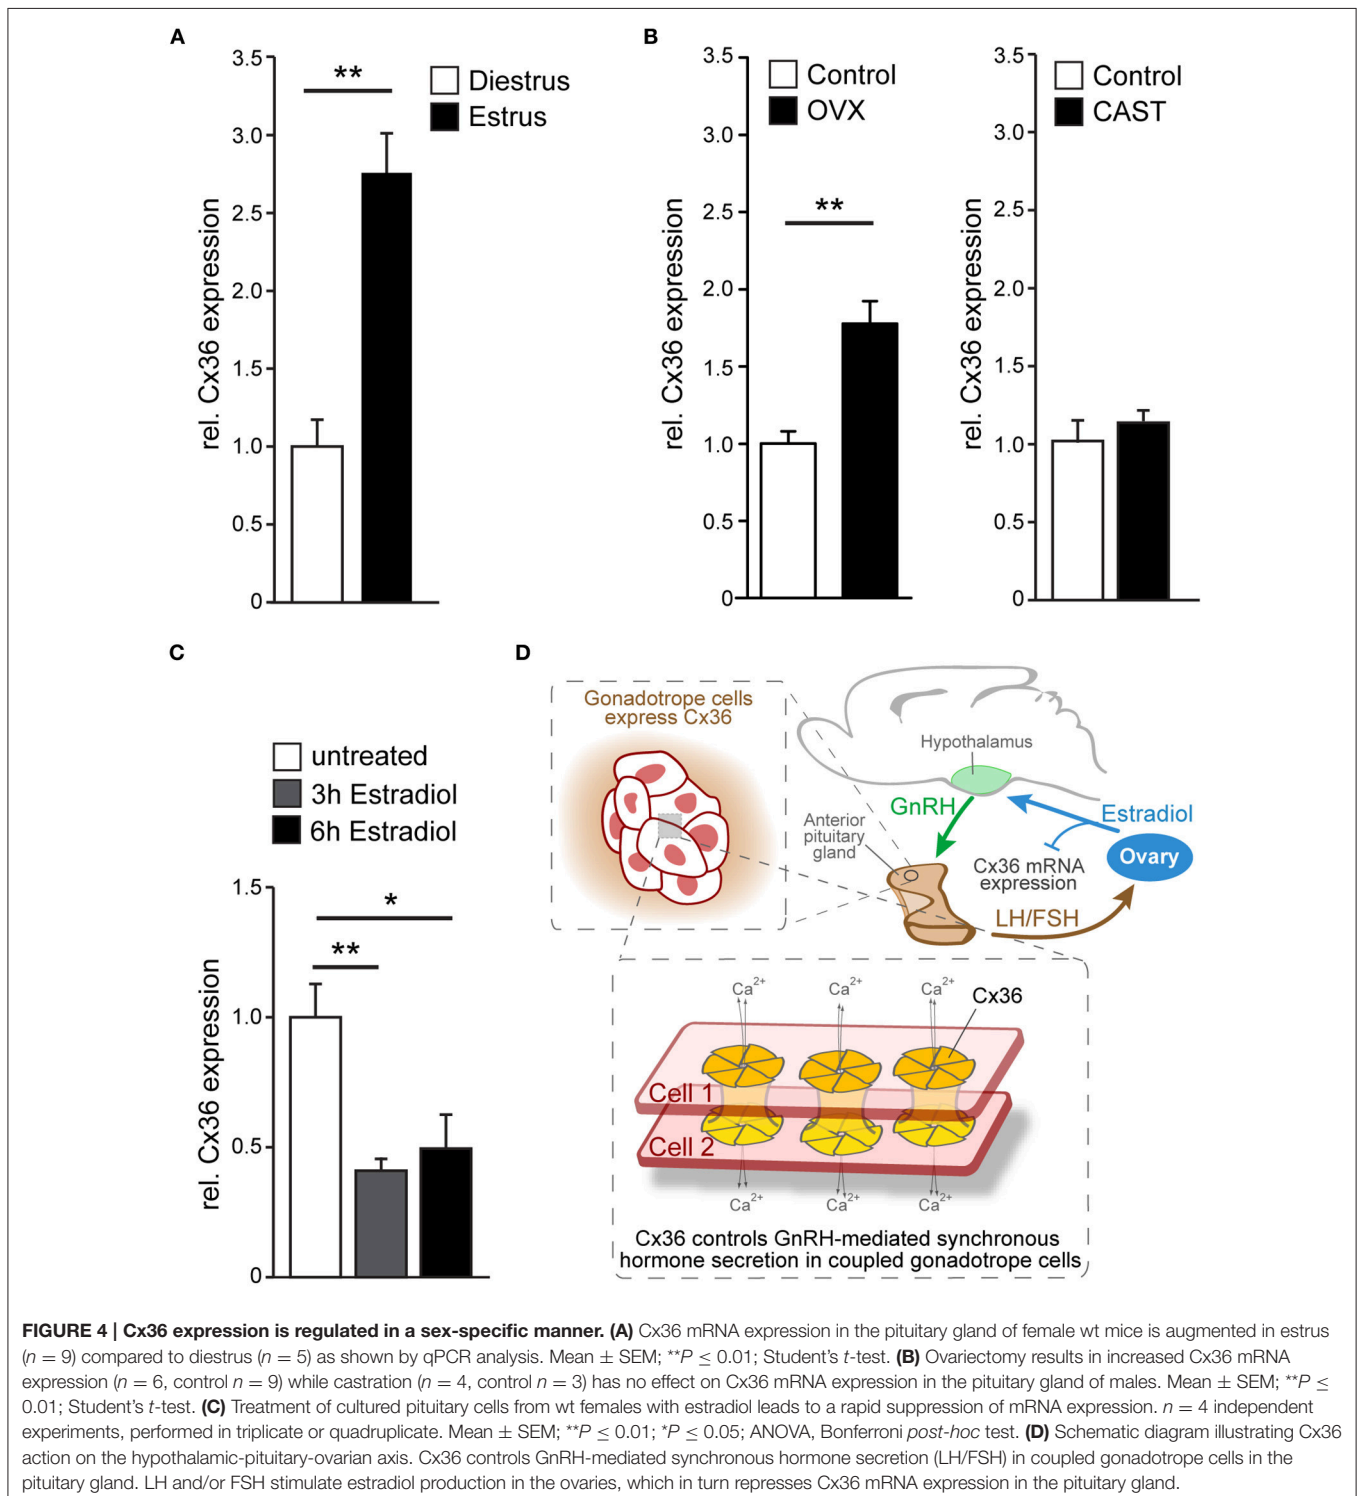 A
3.5
3.0
2.5
2.0
1.5
1.0
0.5
0
rel. Cx36 expression
**
Diestrus
Estrus
B
3.5
3.0
2.5
2.0
1.5
1.0
0.5
0
rel. Cx36 expression
**
Control
OVX
3.5
3.0
2.5
2.0
1.5
1.0
0.5
0
rel. Cx36 expression
Control
CAST
C
untreated
3h Estradiol
6h Estradiol
1.5
1.0
0.5
0
rel. Cx36 expression
*
**
D
Gonadotrope cells
express Cx36
Hypothalamus
GnRH
Estradiol
Anterior
pituitary
gland
Cx36 mRNA
expression
Ovary
LH/FSH
Ca2+
Ca2+
Ca2+
Cx36
Cell 1
Cell 2
Ca2+
Ca2+
Ca2+
Cx36 controls GnRH-mediated synchronous
hormone secretion in coupled gonadotrope cells
FIGURE 4 | Cx36 expression is regulated in a sex-specific manner. (A) Cx36 mRNA expression in the pituitary gland of female wt mice is augmented in estrus
(n = 9) compared to diestrus (n = 5) as shown by qPCR analysis. Mean ± SEM; **P ≤ 0.01; Student's t-test. (B) Ovariectomy results in increased Cx36 mRNA
expression (n = 6, control n = 9) while castration (n = 4, control n = 3) has no effect on Cx36 mRNA expression in the pituitary gland of males. Mean ± SEM; **P ≤
0.01; Student's t-test. (C) Treatment of cultured pituitary cells from wt females with estradiol leads to a rapid suppression of mRNA expression. n = 4 independent
experiments, performed in triplicate or quadruplicate. Mean ± SEM; **P ≤ 0.01; *P ≤ 0.05; ANOVA, Bonferroni post-hoc test. (D) Schematic diagram illustrating Cx36
action on the hypothalamic-pituitary-ovarian axis. Cx36 controls GnRH-mediated synchronous hormone secretion (LH/FSH) in coupled gonadotrope cells in the
pituitary gland. LH and/or FSH stimulate estradiol production in the ovaries, which in turn represses Cx36 mRNA expression in the pituitary gland.